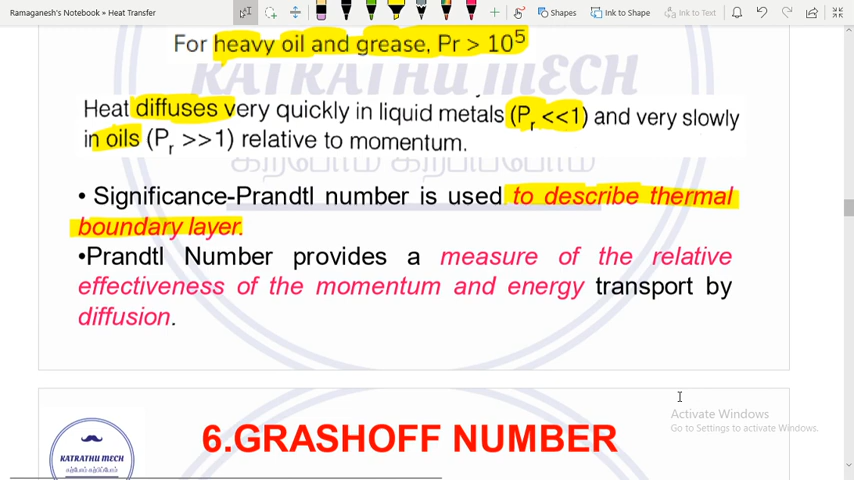 Ramaganesh's Notebook » Heat Transfer
Shapes
Ink to Shape
Ink to Text
For heavy oil and grease, Pr > 10⁵
KATRATHU MECH
Heat diffuses very quickly in liquid metals (Pr <<1) and very slowly
in oils (Pr >>1) relative to momentum.
கற்போம் கற்பிப்போம்
• Significance-Prandtl number is used to describe thermal
boundary layer.
•Prandtl Number provides a measure of the relative
effectiveness of the momentum and energy transport by
diffusion.
Activate Windows
Go to Settings to activate Windows.
6.GRASHOFF NUMBER
KATRATHU MECH
கற்போம் கற்பிப்போம்